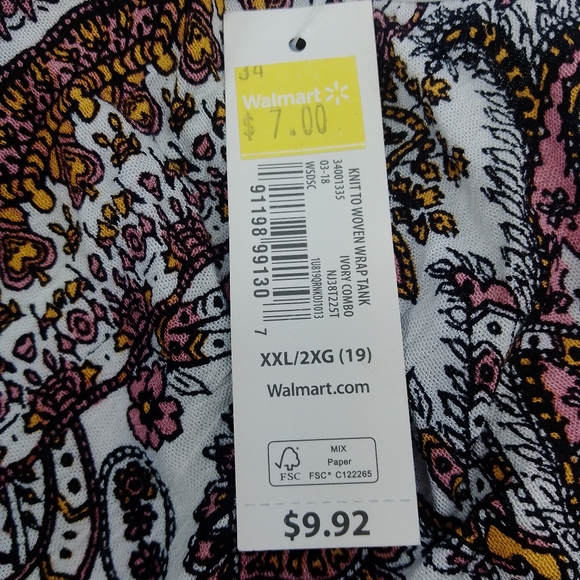 34
Walmart
$ 7.00
KNIT TO WOVEN WRAP TANK
34001335 IVORY COMBO
03-18 NJ38T225T
WSDSC
1U8190RNKD11013
91198 99130 7
XXL/2XG (19)
Walmart.com
FSC
MIX
Paper
FSC® C122265
$9.92